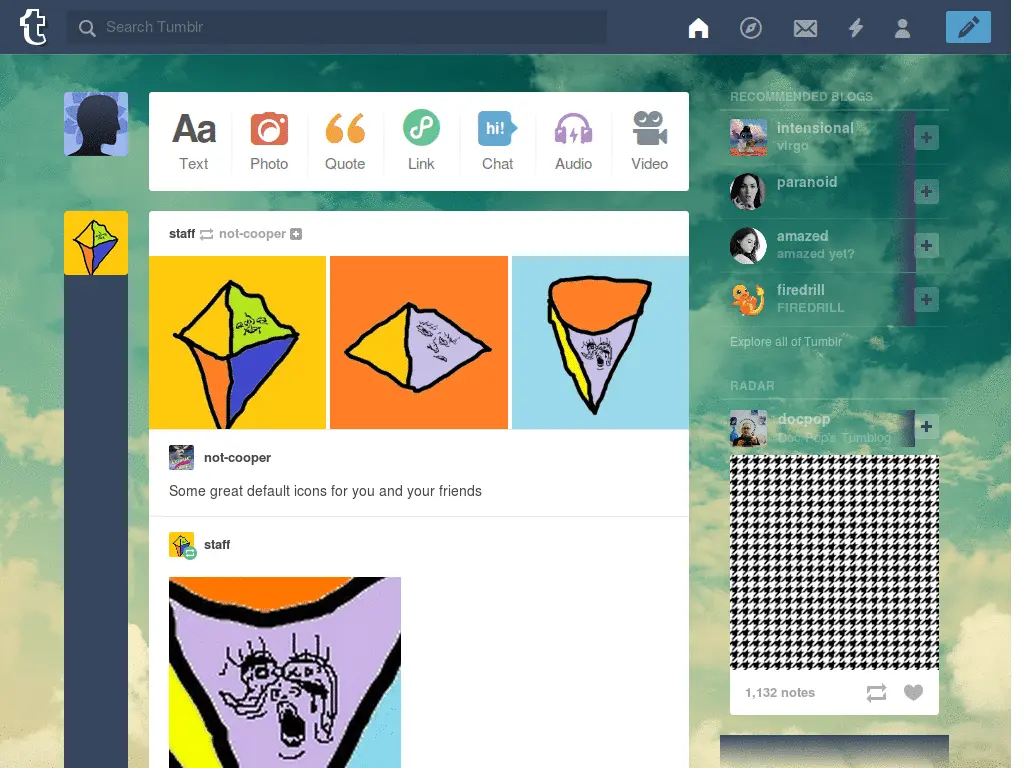 Search Tumblr
Aa
Text
Photo
Quote
Link
hi!
Chat
Audio
Video
staff not-cooper
not-cooper
Some great default icons for you and your friends
staff
RECOMMENDED BLOGS
intensional
virgo
paranoid
amazed
amazed yet?
firedrill
FIREDRILL
Explore all of Tumblr
RADAR
docpop
Doc Pop's Tumblog
1,132 notes